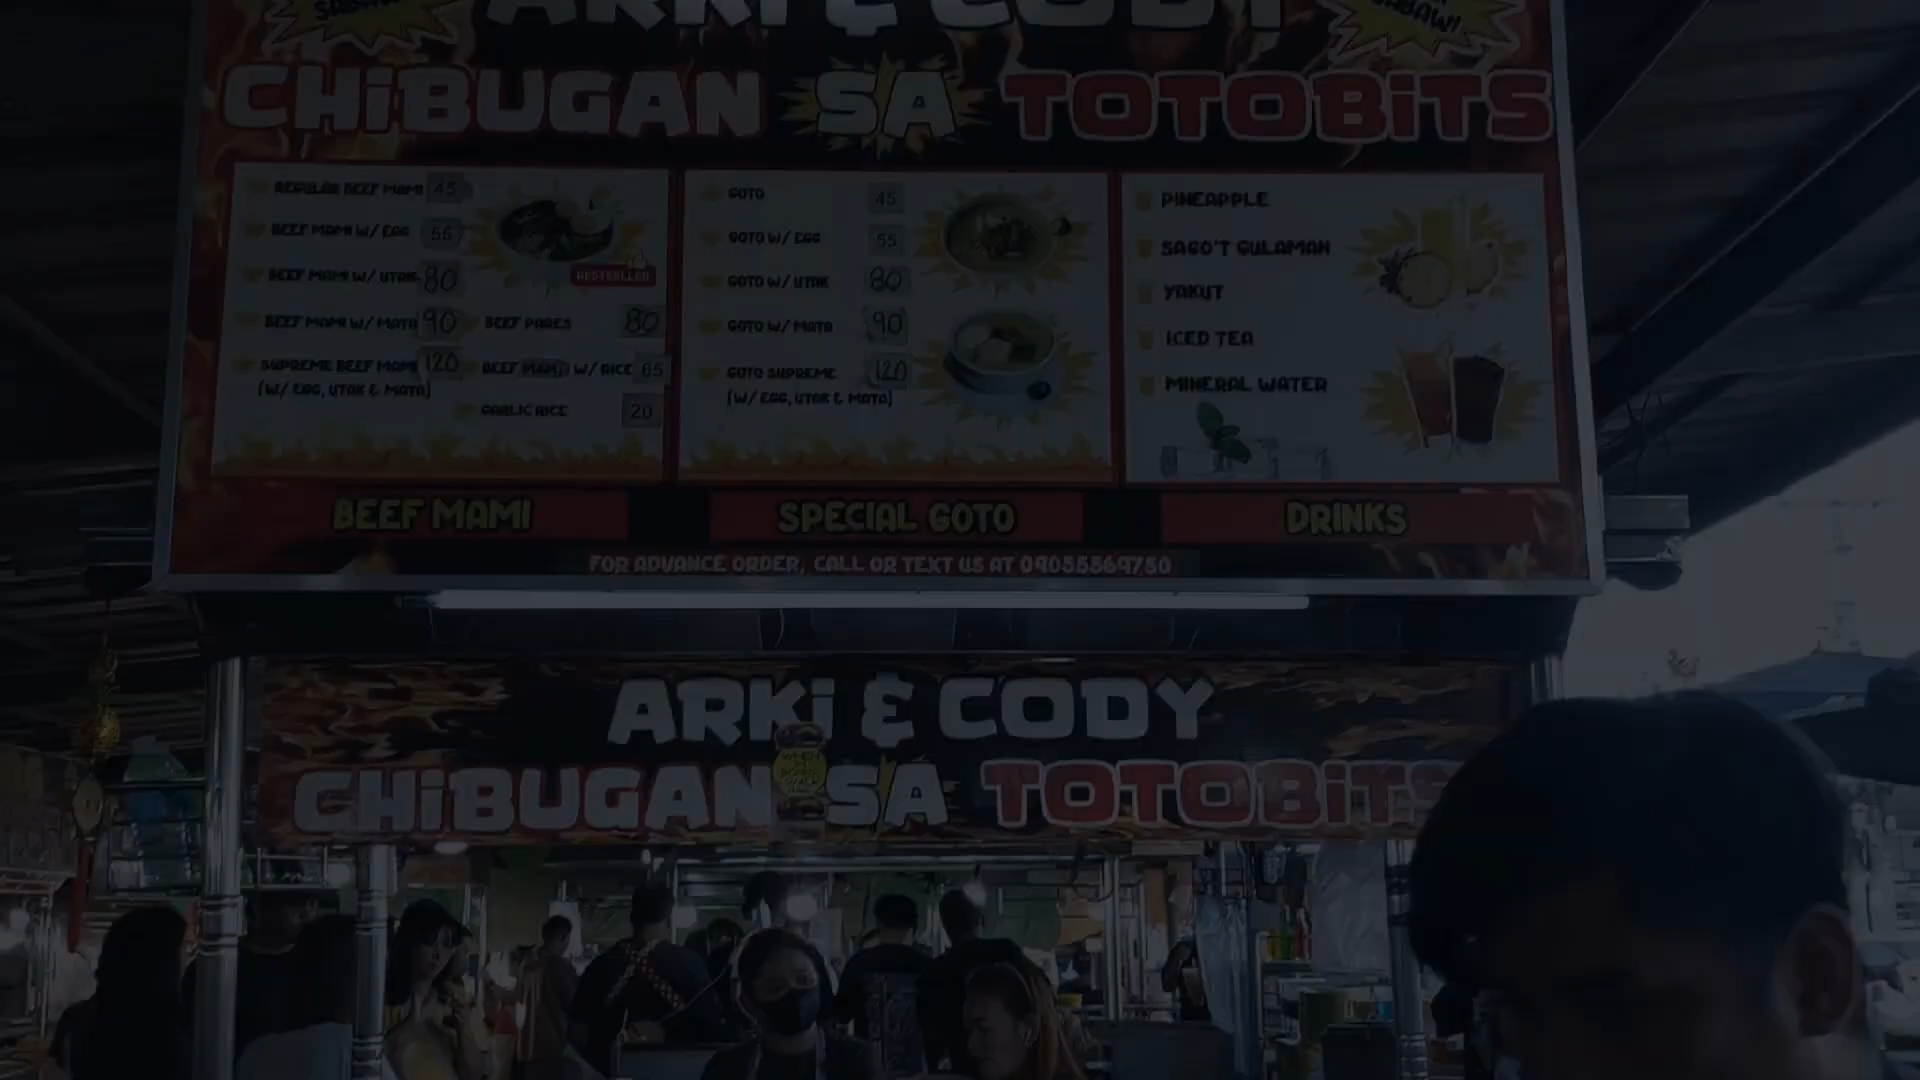 ARKi & CODY
CHiBUGAN SA TOTOBiTS
REGULAR BEEF MAMI 45
BEEF MAMI W/ EGG 55
BEEF MAMI W/ UTAK 80
BEEF MAMI W/ MATA 90
SUPREME BEEF MAMI 120
(W/ EGG, UTAK & MATA)
BESTSELLER
BEEF PARES 80
BEEF MAMI W/ RICE 65
GARLIC RICE 20
GOTO 45
GOTO W/ EGG 55
GOTO W/ UTAK 80
GOTO W/ MATA 90
GOTO SUPREME 120
(W/ EGG, UTAK & MATA)
PINEAPPLE
SAGO'T GULAMAN
YAKUT
ICED TEA
MINERAL WATER
BEEF MAMI
SPECIAL GOTO
DRINKS
FOR ADVANCE ORDER, CALL OR TEXT US AT 09055869750
ARKi & CODY
CHiBUGAN SA TOTOBiTS